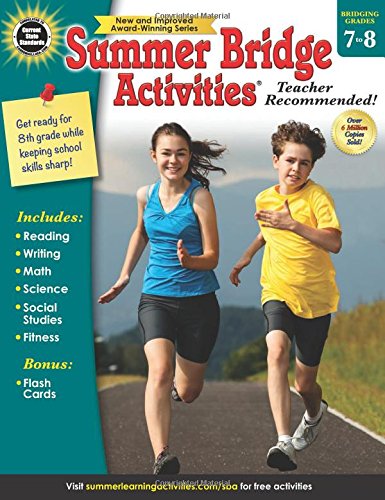 New and Improved
Award-Winning Series
BRIDGING GRADES
7 to 8
Current State
Standards
Summer Bridge
Activities®
Teacher
Recommended!
Over
6 Million
Copies
Sold!
Get ready for
8th grade while
keeping school
skills sharp!
Includes:
• Reading
• Writing
• Math
• Science
• Social
Studies
• Fitness
Bonus:
• Flash
Cards
Visit summerlearningactivities.com/sba for free activities